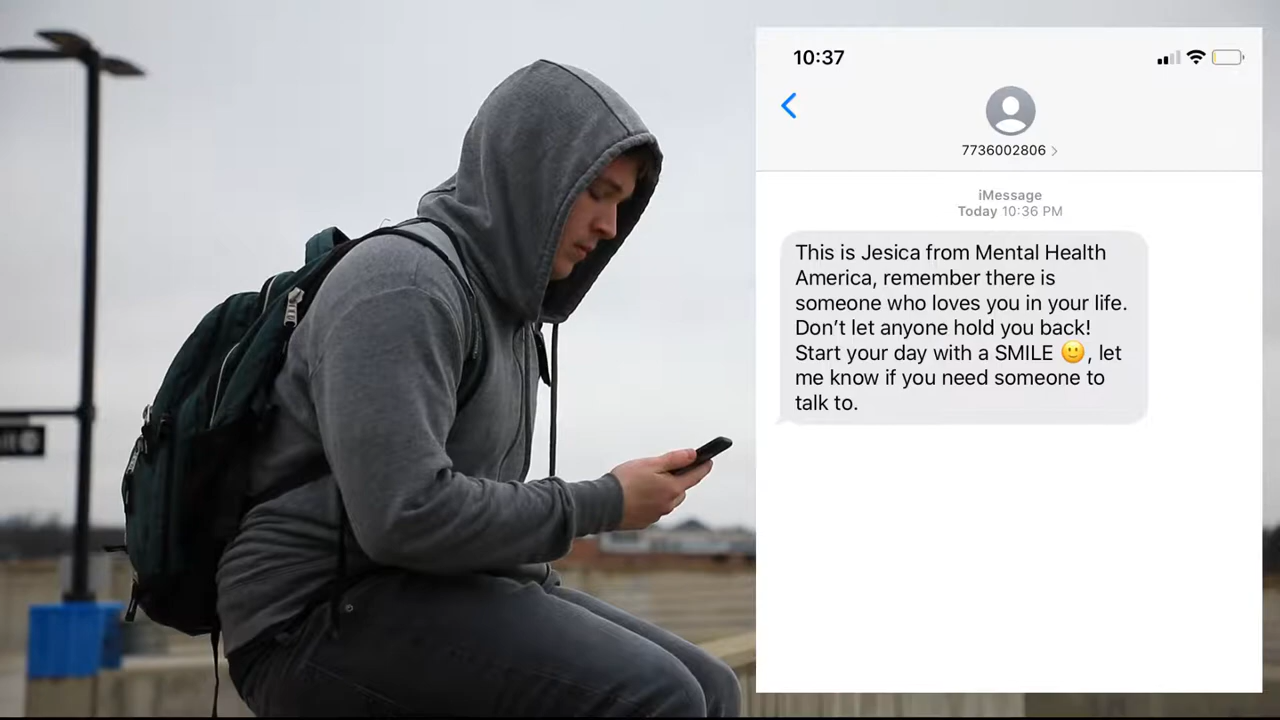 10:37
7736002806 >
iMessage
Today 10:36 PM
This is Jesica from Mental Health
America, remember there is
someone who loves you in your life.
Don’t let anyone hold you back!
Start your day with a SMILE 🙂, let
me know if you need someone to
talk to.